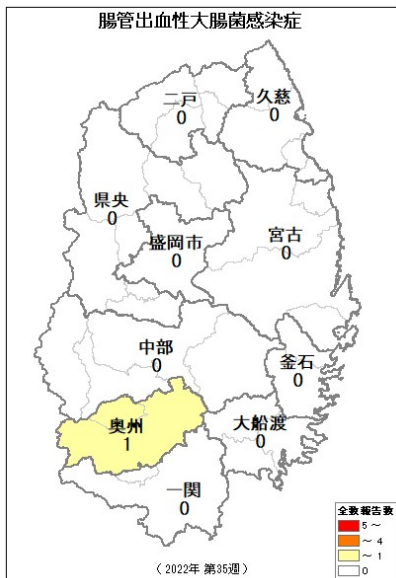 腸管出血性大腸菌感染症
二戸
0
久慈
0
県央
0
盛岡市
0
宮古
0
中部
0
釜石
0
奥州
1
大船渡
0
一関
0
全数報告数
5 ~
~ 4
~ 1
0
( 2022年 第35週 )